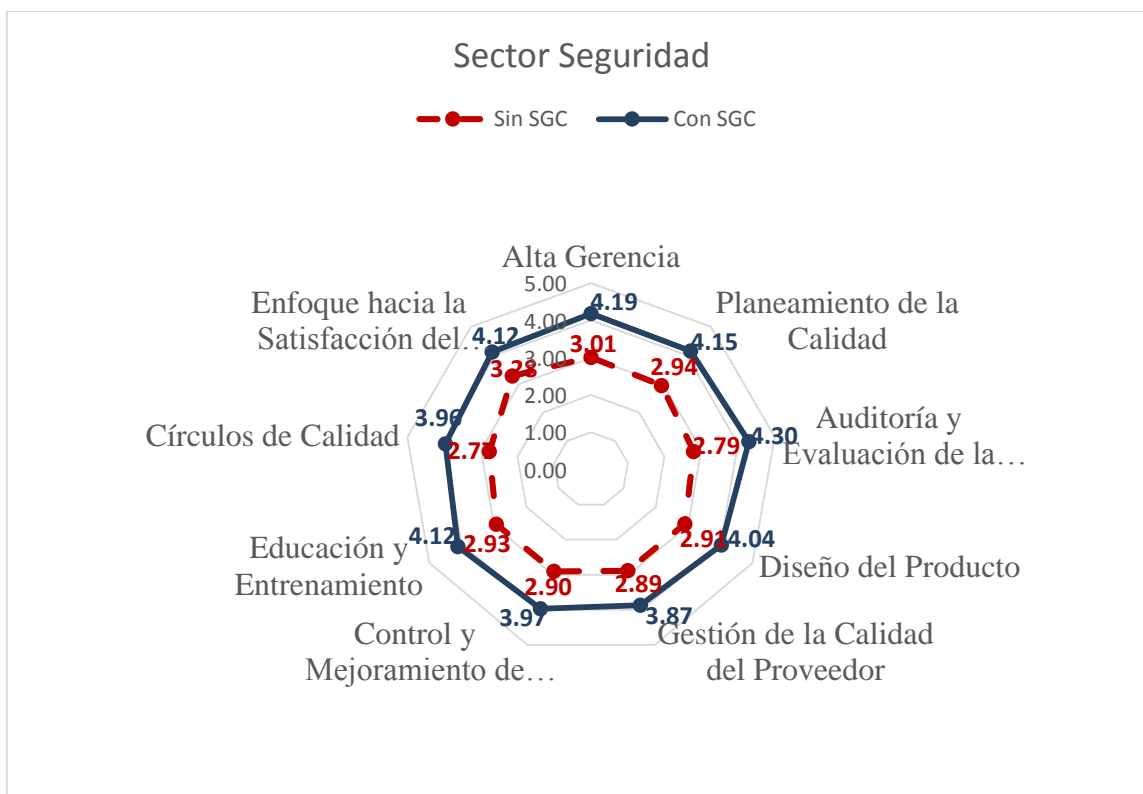 Sector Seguridad
Sin SGC
Con SGC
Alta Gerencia
Planeamiento de la
Calidad
Auditoría y
Evaluación de la…
Diseño del Producto
Gestión de la Calidad
del Proveedor
Control y
Mejoramiento de…
Educación y
Entrenamiento
Círculos de Calidad
Enfoque hacia la
Satisfacción del…
5.00
4.00
3.00
2.00
1.00
0.00
4.19
4.15
4.30
4.04
3.87
3.97
4.12
3.96
4.12
3.01
2.94
2.79
2.91
2.89
2.90
2.93
2.77